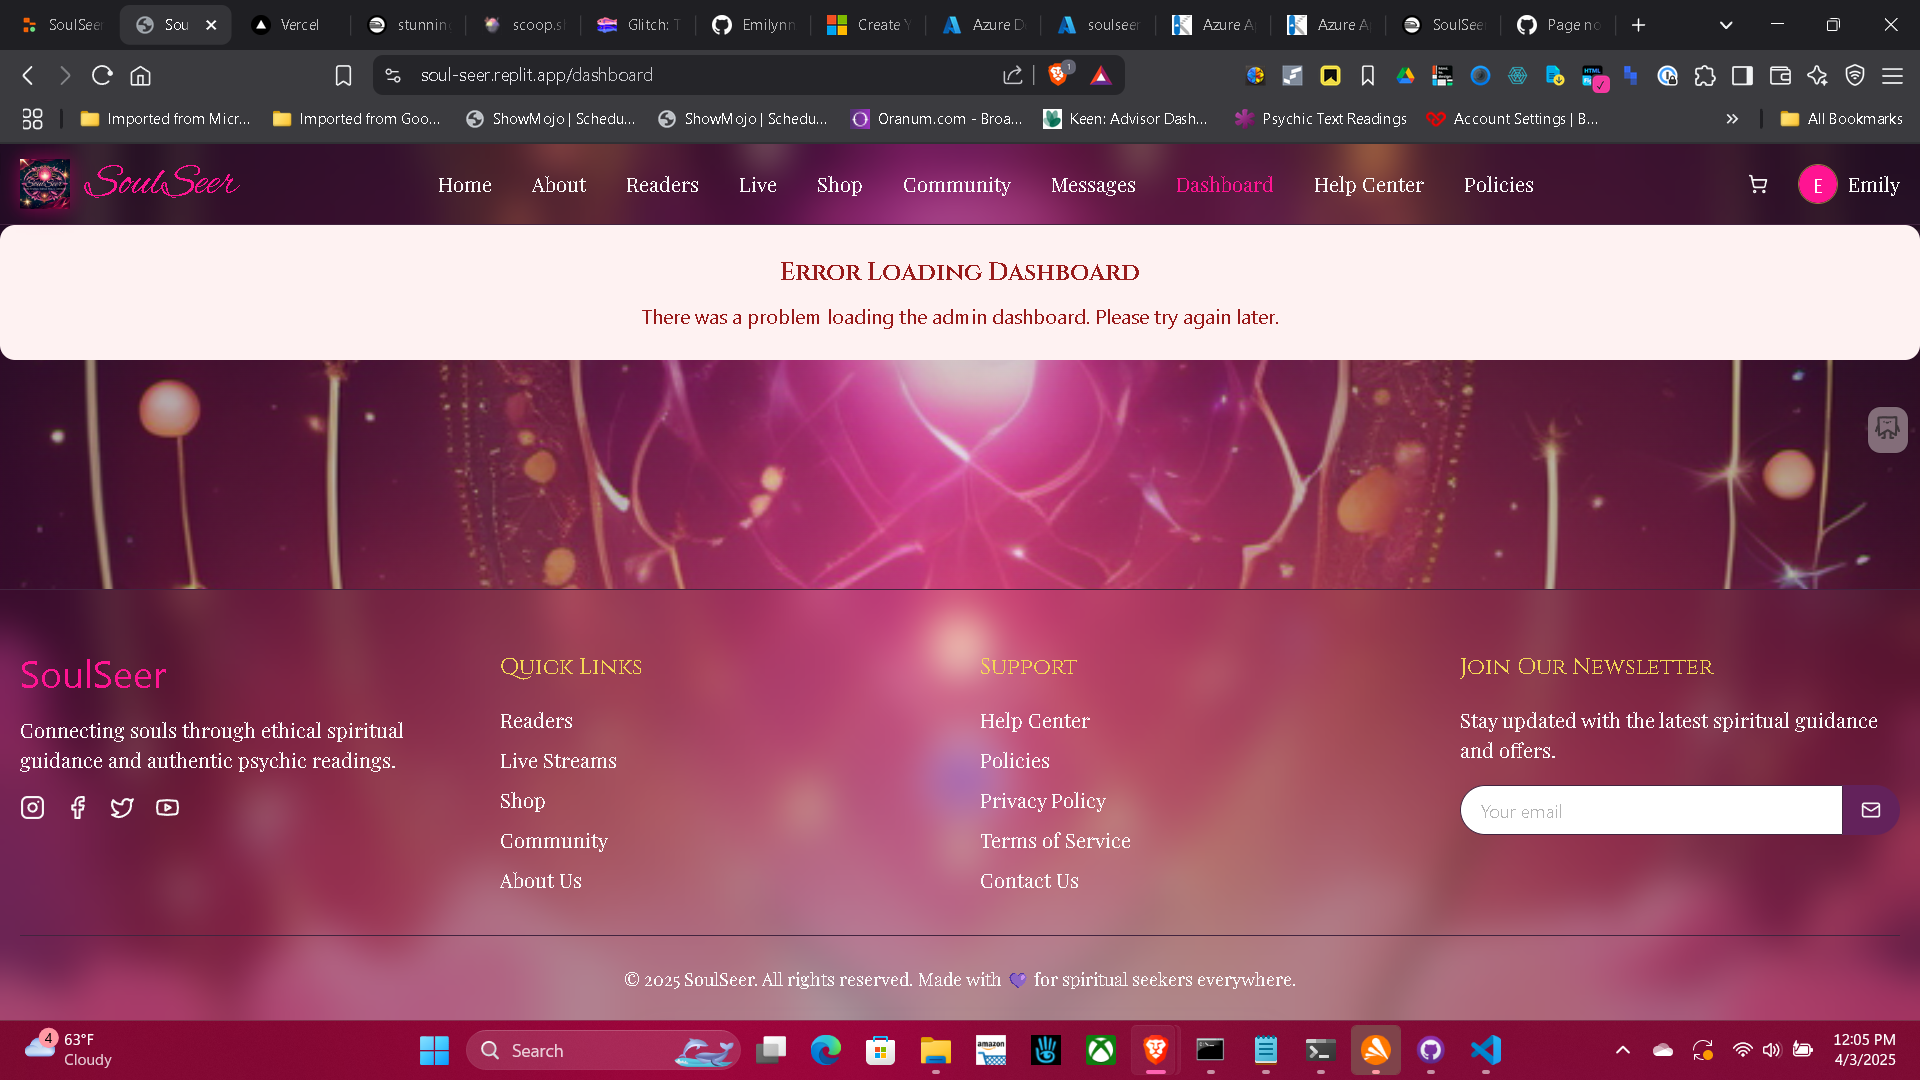 SoulSeer
Sou
Vercel
stunning
scoop.s
Glitch: T
Emilynn
Create Y
Azure D
soulseer
Azure A
Azure A
SoulSee
Page no
soul-seer.replit.app/dashboard
1
Imported from Micr...
Imported from Goo...
ShowMojo | Schedu...
ShowMojo | Schedu...
Oranum.com - Broa...
Keen: Advisor Dash...
Psychic Text Readings
Account Settings | B...
All Bookmarks
SoulSeer
Home
About
Readers
Live
Shop
Community
Messages
Dashboard
Help Center
Policies
E
Emily
Error Loading Dashboard
There was a problem loading the admin dashboard. Please try again later.
SoulSeer
Connecting souls through ethical spiritual
guidance and authentic psychic readings.
Quick Links
Readers
Live Streams
Shop
Community
About Us
Support
Help Center
Policies
Privacy Policy
Terms of Service
Contact Us
Join Our Newsletter
Stay updated with the latest spiritual guidance
and offers.
Your email
© 2025 SoulSeer. All rights reserved. Made with 💜 for spiritual seekers everywhere.
4
63°F
Cloudy
Search
amazon
12:05 PM
4/3/2025